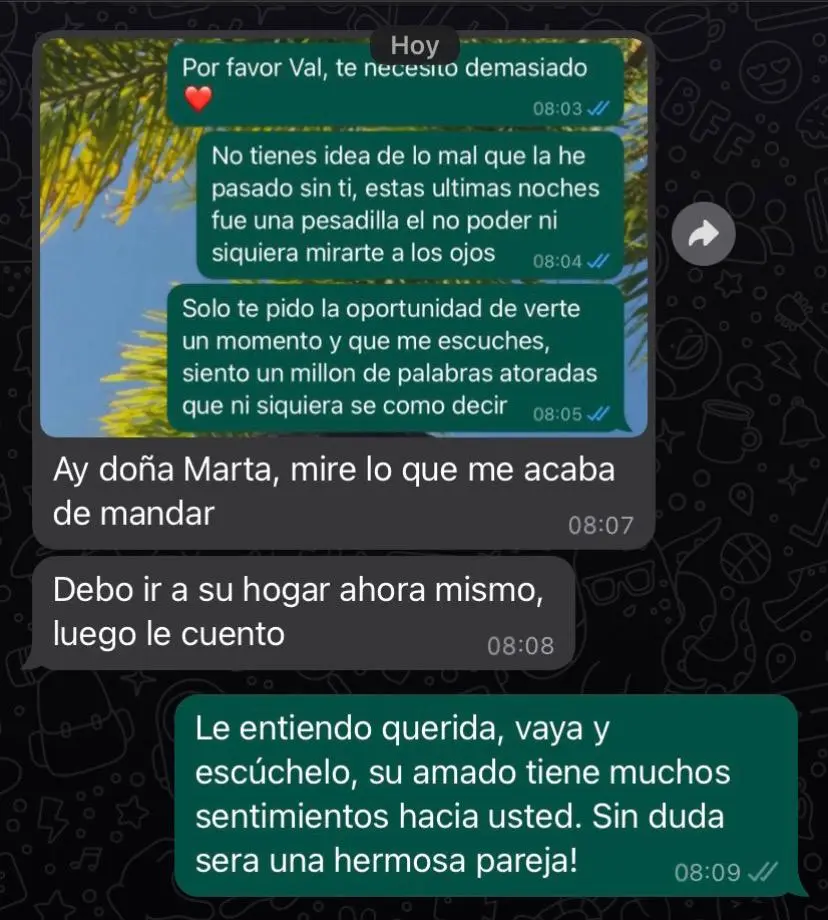 Hoy
Por favor Val, te necesito demasiado
❤️
08:03
No tienes idea de lo mal que la he
pasado sin ti, estas ultimas noches
fue una pesadilla el no poder ni
siquiera mirarte a los ojos
08:04
Solo te pido la oportunidad de verte
un momento y que me escuches,
siento un millon de palabras atoradas
que ni siquiera se como decir
08:05
Ay doña Marta, mire lo que me acaba
de mandar
08:07
Debo ir a su hogar ahora mismo,
luego le cuento
08:08
Le entiendo querida, vaya y
escúchelo, su amado tiene muchos
sentimientos hacia usted. Sin duda
sera una hermosa pareja!
08:09
BFF